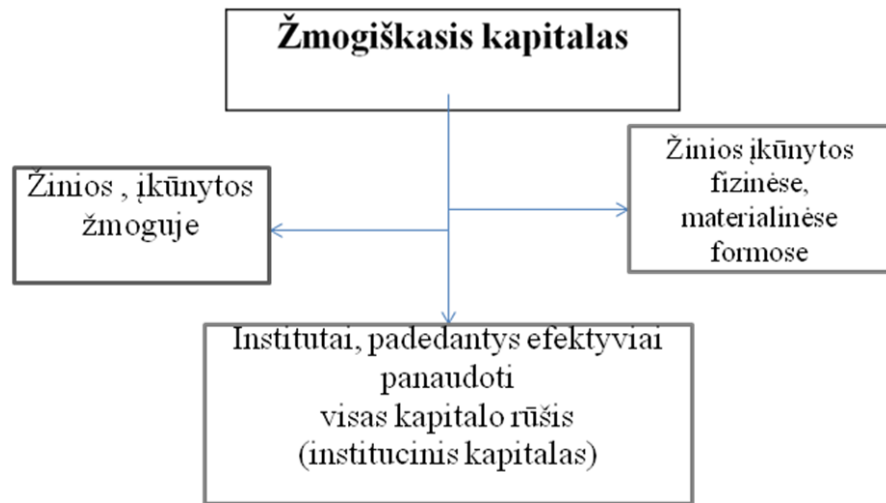 Žmogiškasis kapitalas
Žinios , įkūnytos
žmoguje
Žinios įkūnytos
fizinėse,
materialinėse
formose
Institutai, padedantys efektyviai
panaudoti
visas kapitalo rūšis
(institucinis kapitalas)